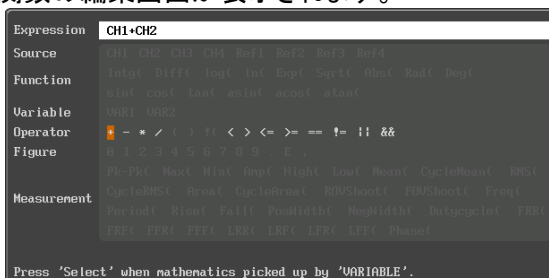 関数の編集画面が表示されます。
Expression CH1+CH2
Source CH1 CH2 CH3 CH4 Ref1 Ref2 Ref3 Ref4
Function Intg( Diff( log( ln( Exp( Sqrt( Abs( Rad( Deg(
sin( cos( tan( asin( acos( atan(
Variable VAR1 VAR2
Operator + - * / ( ) !( < > <= >= == != || &&
Figure 0 1 2 3 4 5 6 7 8 9 . E ,
Pk-Pk( Max( Min( Amp( High( Low( Mean( CycleMean( RMS(
Measurement CycleRMS( Area( CycleArea( ROVShoot( FOVShoot( Freq(
Period( Rise( Fall( PosWidth( NegWidth( Dutycycle( FRR(
FRF( FFR( FFF( LRR( LRF( LFR( LFF( Phase(
Press 'Select' when mathematics picked up by 'VARIABLE'.